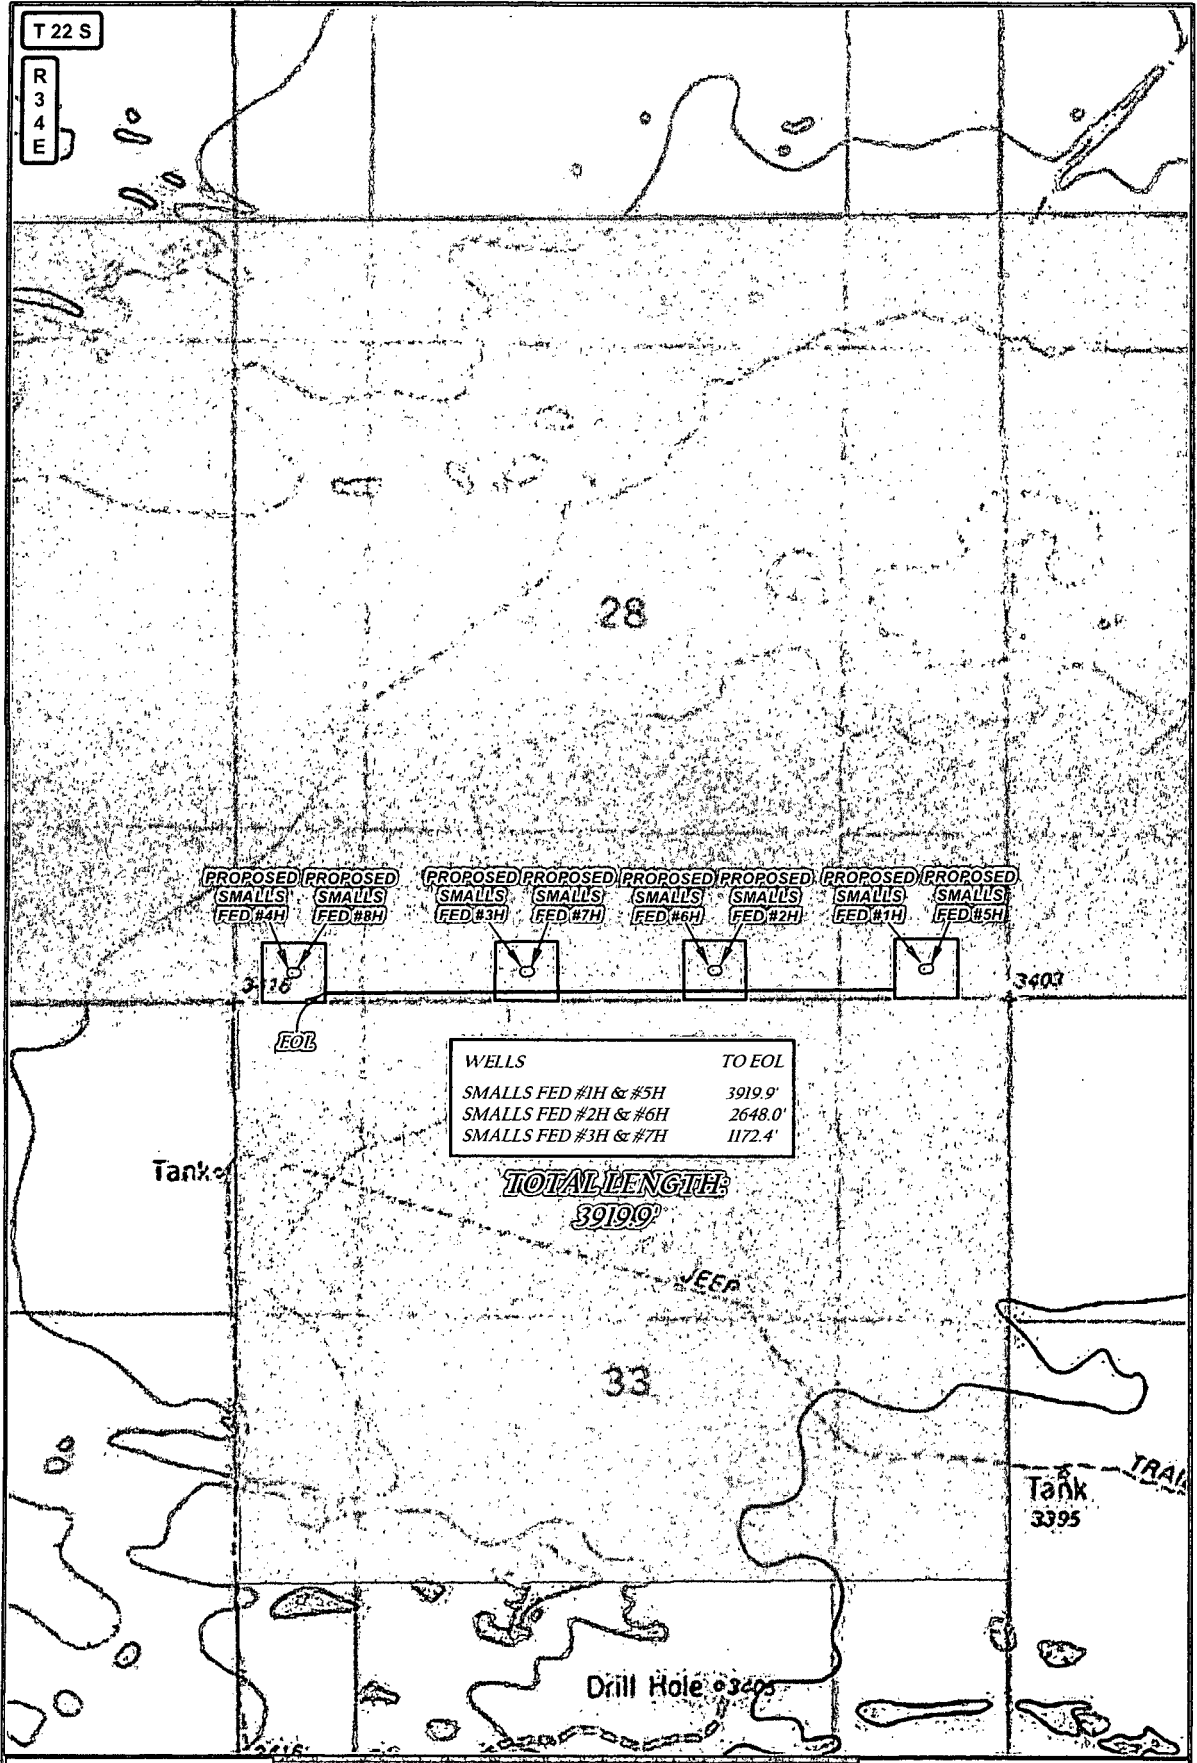 T 22 S
R
3
4
E
28
PROPOSED
SMALLS
FED #4H
PROPOSED
SMALLS
FED #8H
PROPOSED
SMALLS
FED #3H
PROPOSED
SMALLS
FED #7H
PROPOSED
SMALLS
FED #6H
PROPOSED
SMALLS
FED #2H
PROPOSED
SMALLS
FED #1H
PROPOSED
SMALLS
FED #5H
3403
EOL
WELLS TO EOL
SMALLS FED #1H & #5H 3919.9'
SMALLS FED #2H & #6H 2648.0'
SMALLS FED #3H & #7H 1172.4'
Tank
TOTAL LENGTH:
3919.9'
JEEP
33
TRAI
Tank
3395
Drill Hole